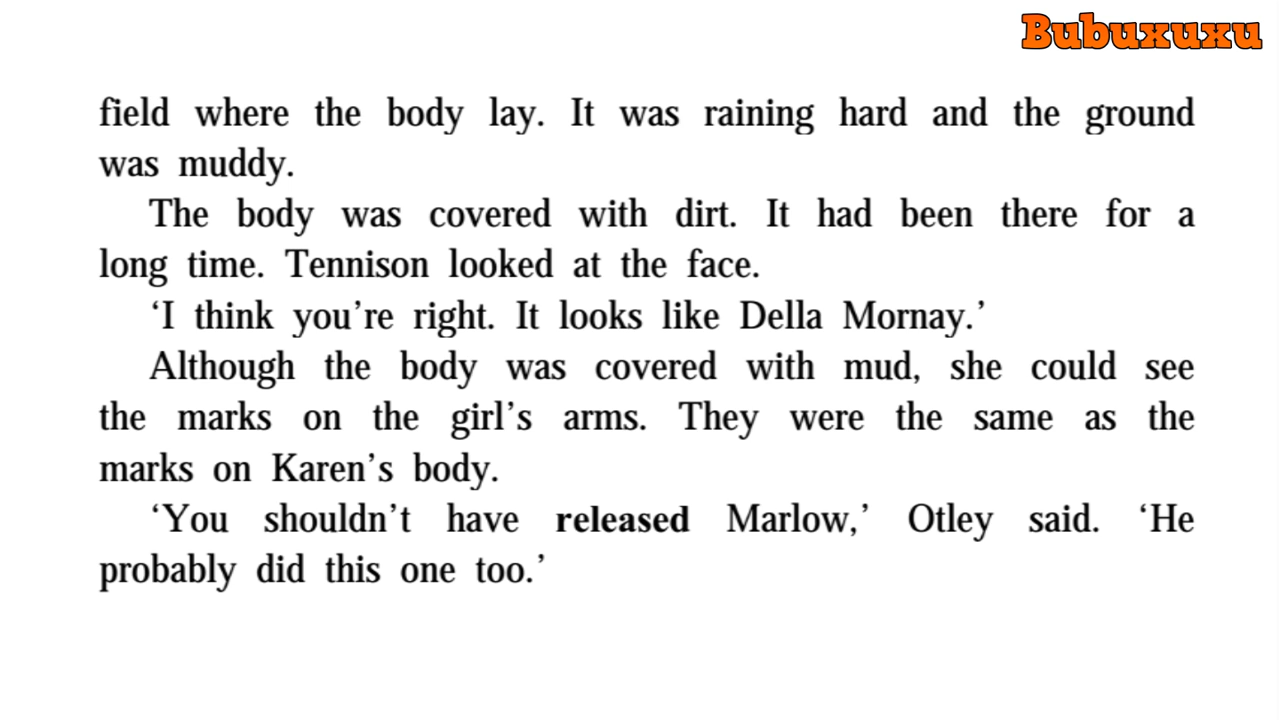 Bubuxuxu
field where the body lay. It was raining hard and the ground
was muddy.
The body was covered with dirt. It had been there for a
long time. Tennison looked at the face.
‘I think you’re right. It looks like Della Mornay.’
Although the body was covered with mud, she could see
the marks on the girl’s arms. They were the same as the
marks on Karen’s body.
‘You shouldn’t have released Marlow,’ Otley said. ‘He
probably did this one too.’